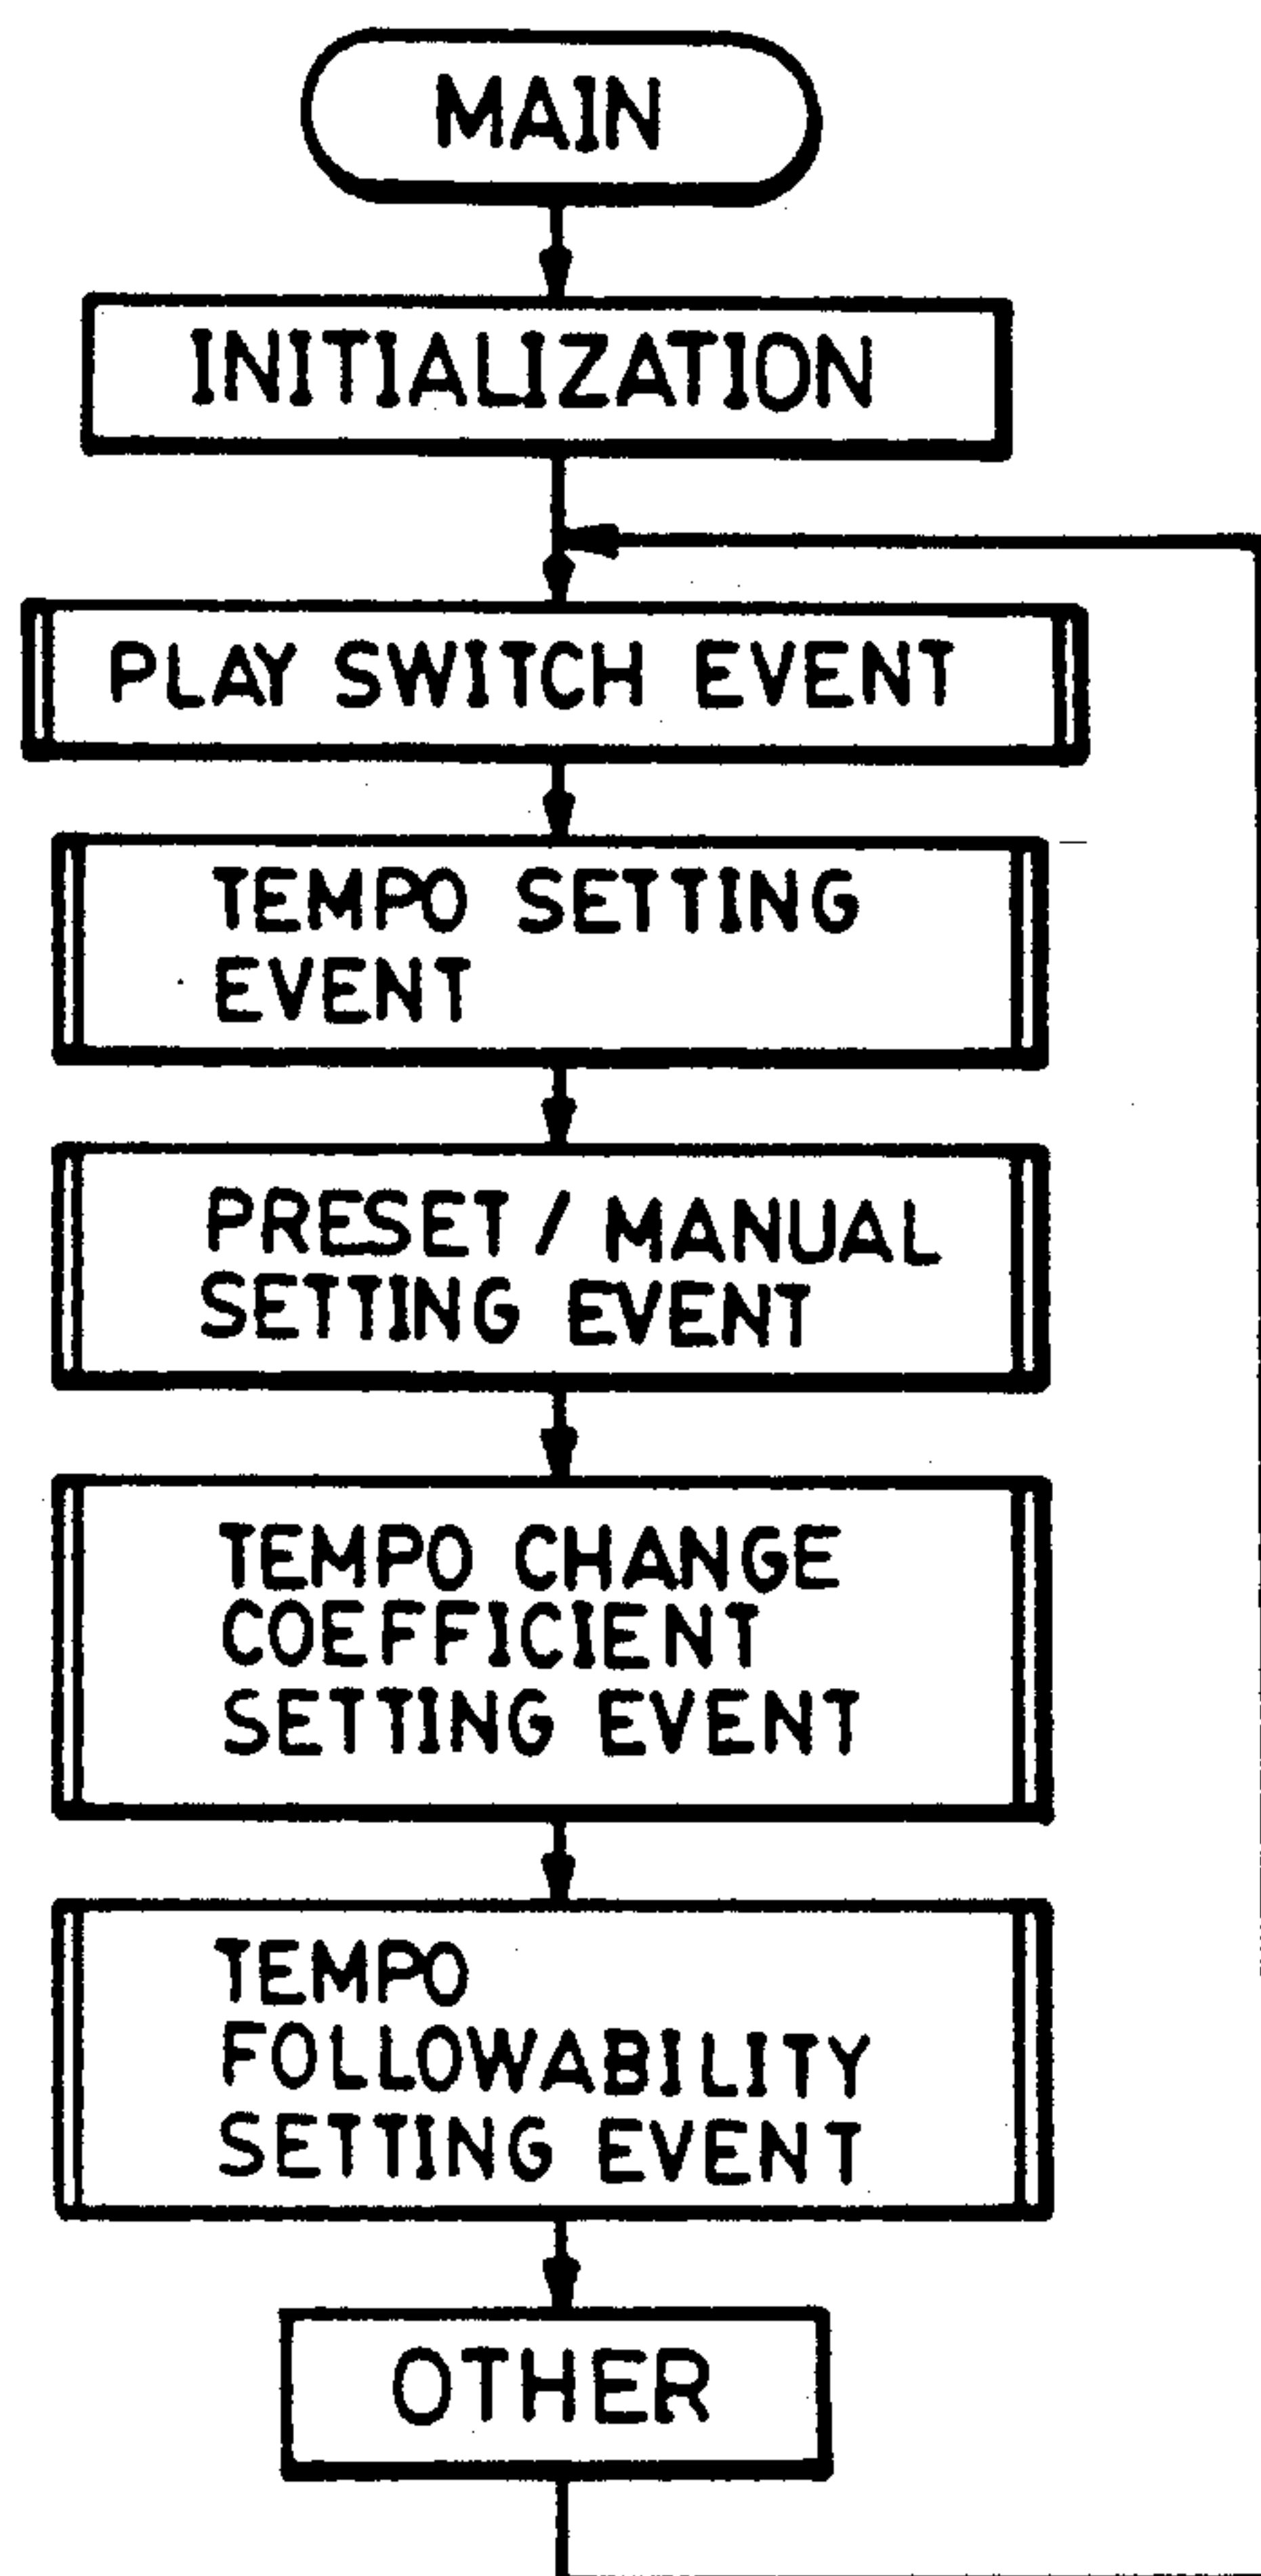 MAIN
INITIALIZATION
PLAY SWITCH EVENT
TEMPO SETTING
EVENT
PRESET / MANUAL
SETTING EVENT
TEMPO CHANGE
COEFFICIENT
SETTING EVENT
TEMPO
FOLLOWABILITY
SETTING EVENT
OTHER